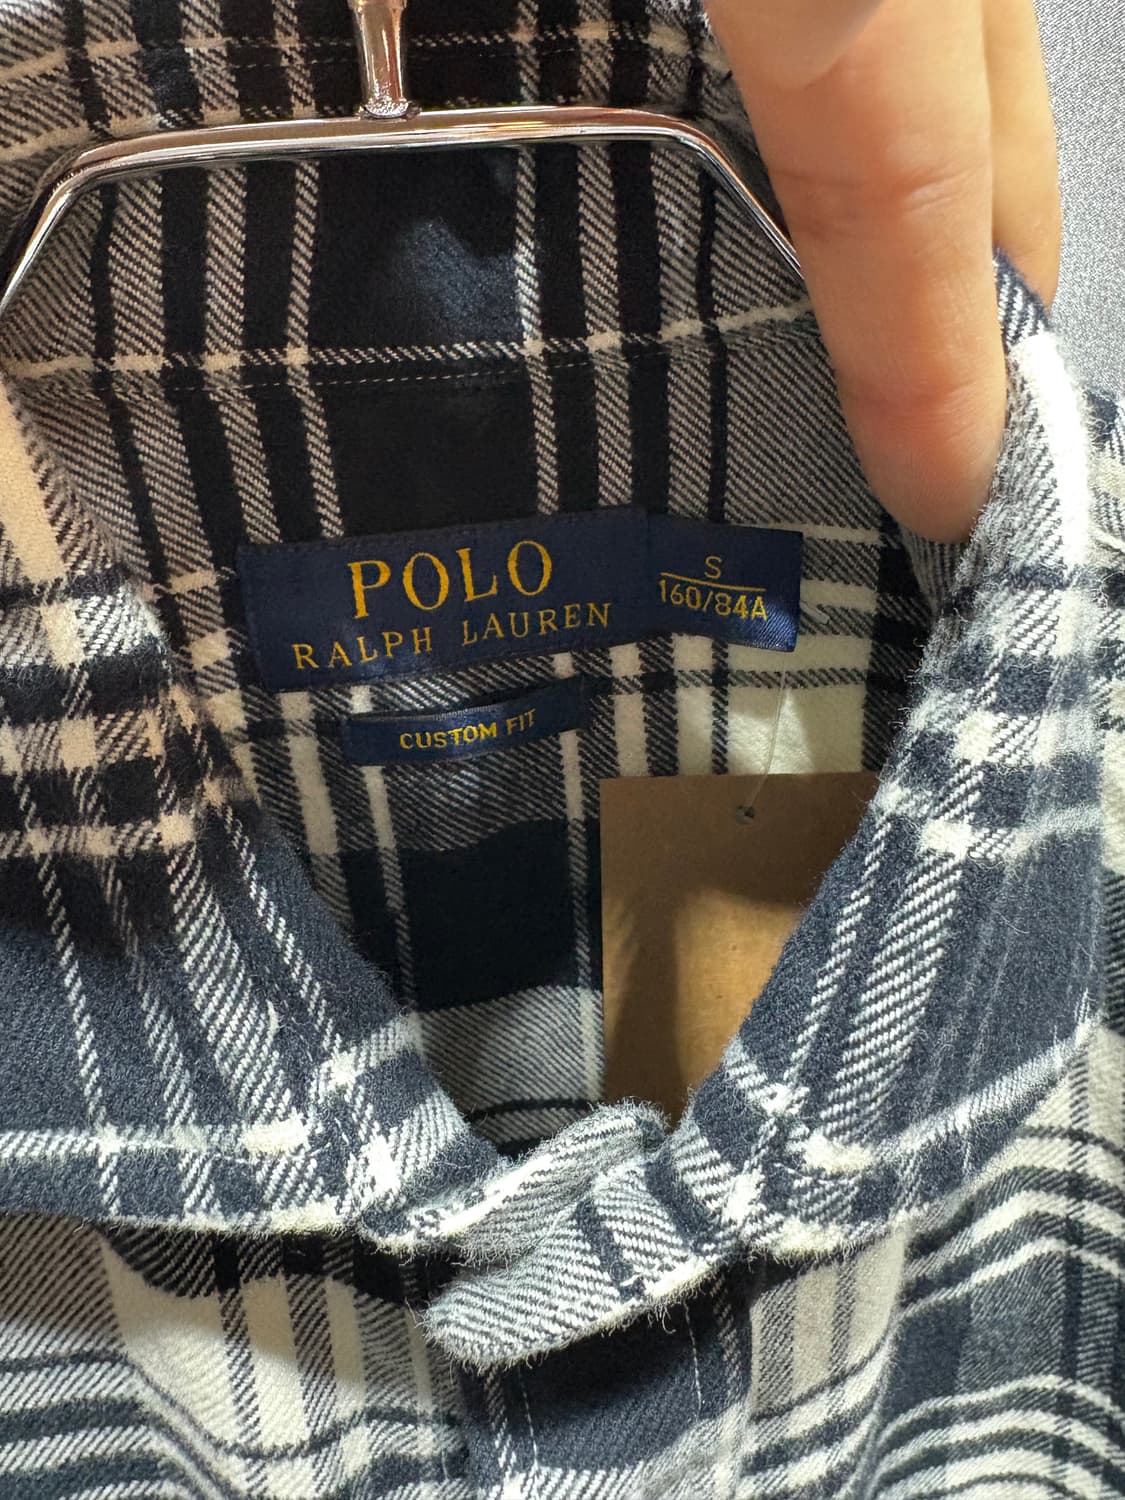 POLO
RALPH LAUREN
S
160/84A
CUSTOM FIT